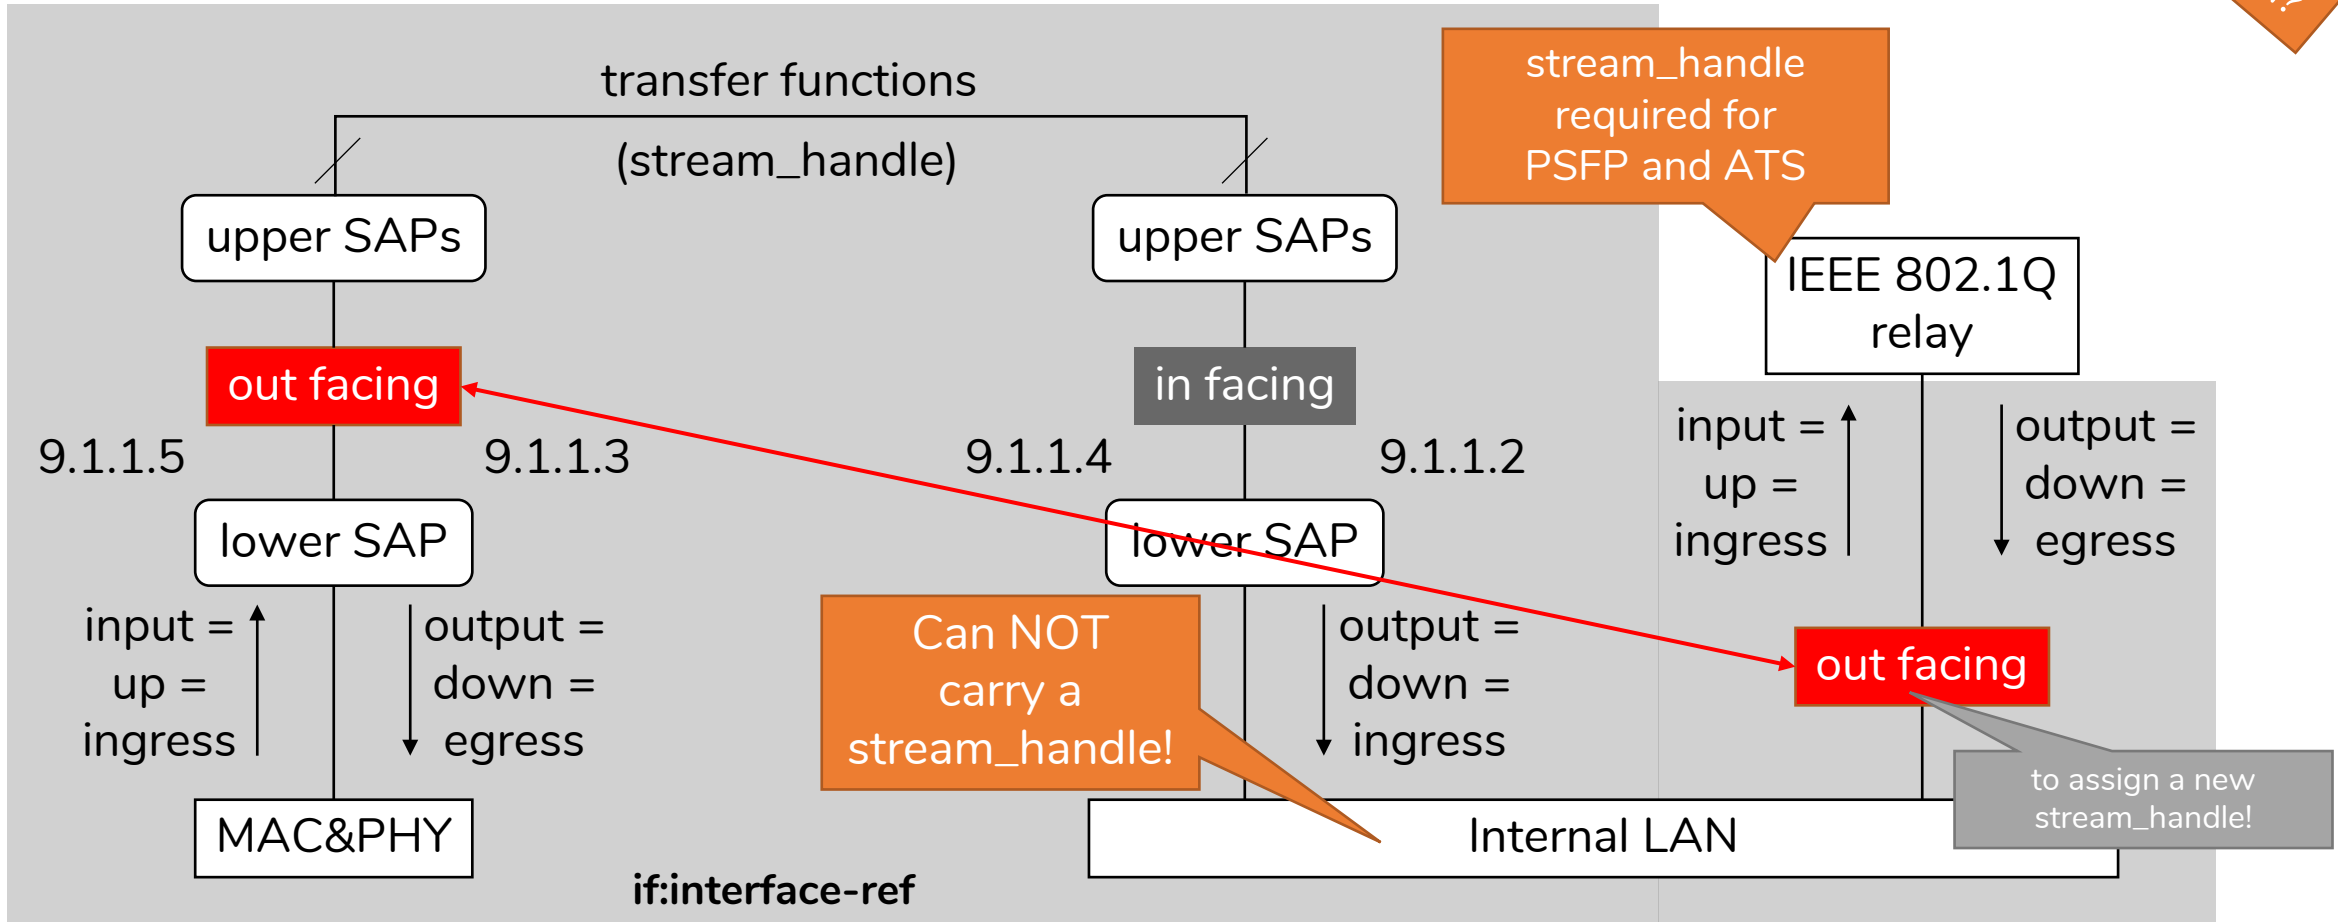 transfer functions
(stream_handle)
stream_handle
required for
PSFP and ATS
upper SAPs
upper SAPs
IEEE 802.1Q
relay
out facing
in facing
9.1.1.5
9.1.1.3
9.1.1.4
9.1.1.2
input =
up =
ingress
output =
down =
egress
lower SAP
lower SAP
input =
up =
ingress
output =
down =
egress
Can NOT
carry a
stream_handle!
output =
down =
ingress
out facing
to assign a new
stream_handle!
MAC&PHY
Internal LAN
if:interface-ref